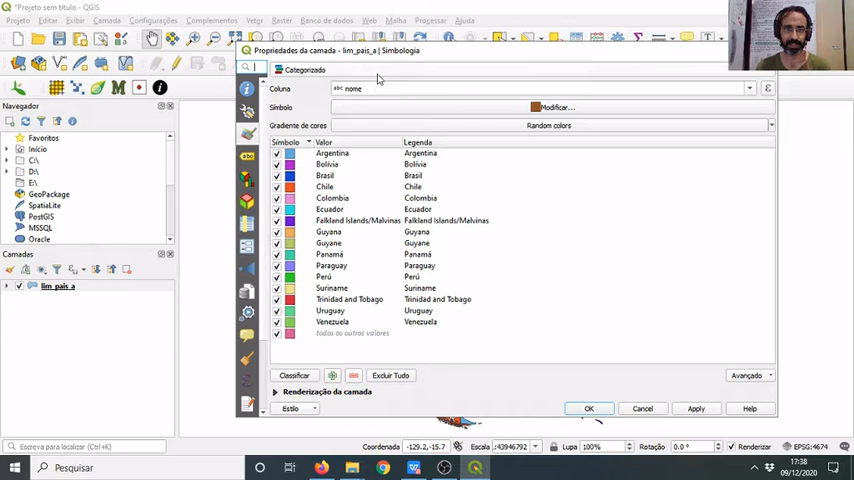 *Projeto sem título - QGIS
Projeto Editar Exibir Camada Configurações Complementos Vetor Raster Banco de dados Web Malha Processar Ajuda
Propriedades da camada - lim_pais_a | Simbologia
Categorizado
Coluna abc nome ε
Símbolo Modificar...
Gradiente de cores Random colors
Símbolo Valor Legenda
Argentina Argentina
Bolívia Bolívia
Brasil Brasil
Chile Chile
Colombia Colombia
Ecuador Ecuador
Falkland Islands/Malvinas Falkland Islands/Malvinas
Guyana Guyana
Guyane Guyane
Panamá Panamá
Paraguay Paraguay
Perú Perú
Suriname Suriname
Trinidad and Tobago Trinidad and Tobago
Uruguay Uruguay
Venezuela Venezuela
todos os outros valores
Classificar Excluir Tudo Avançado
Renderização da camada
Estilo OK Cancel Apply Help
Navegador
Favoritos
Início
C:\
D:\
E:\
GeoPackage
SpatiaLite
PostGIS
MSSQL
Oracle
Camadas
lim_pais_a
Escreva para localizar (Ctrl+K) Coordenada -129.2,-15.7 Escala :43946792 Lupa 100% Rotação 0.0 ° Renderizar EPSG:4674
Pesquisar
17:38
09/12/2020